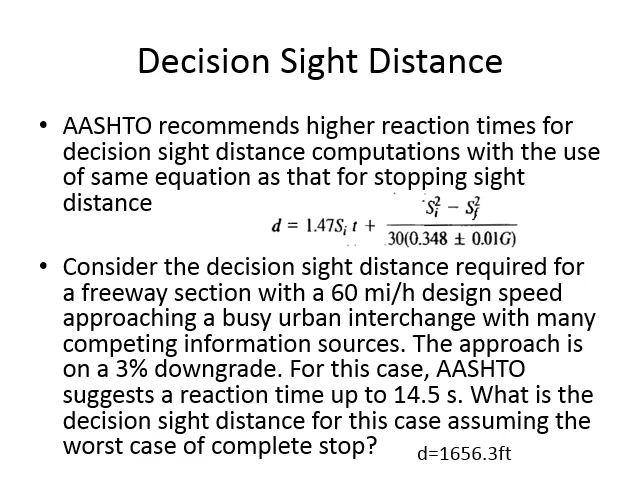 Decision Sight Distance
• AASHTO recommends higher reaction times for
decision sight distance computations with the use
of same equation as that for stopping sight
distance
d = 1.47S_i t + (S_i^2 − S_f^2) / 30(0.348 ± 0.01G)
• Consider the decision sight distance required for
a freeway section with a 60 mi/h design speed
approaching a busy urban interchange with many
competing information sources. The approach is
on a 3% downgrade. For this case, AASHTO
suggests a reaction time up to 14.5 s. What is the
decision sight distance for this case assuming the
worst case of complete stop?
d=1656.3ft